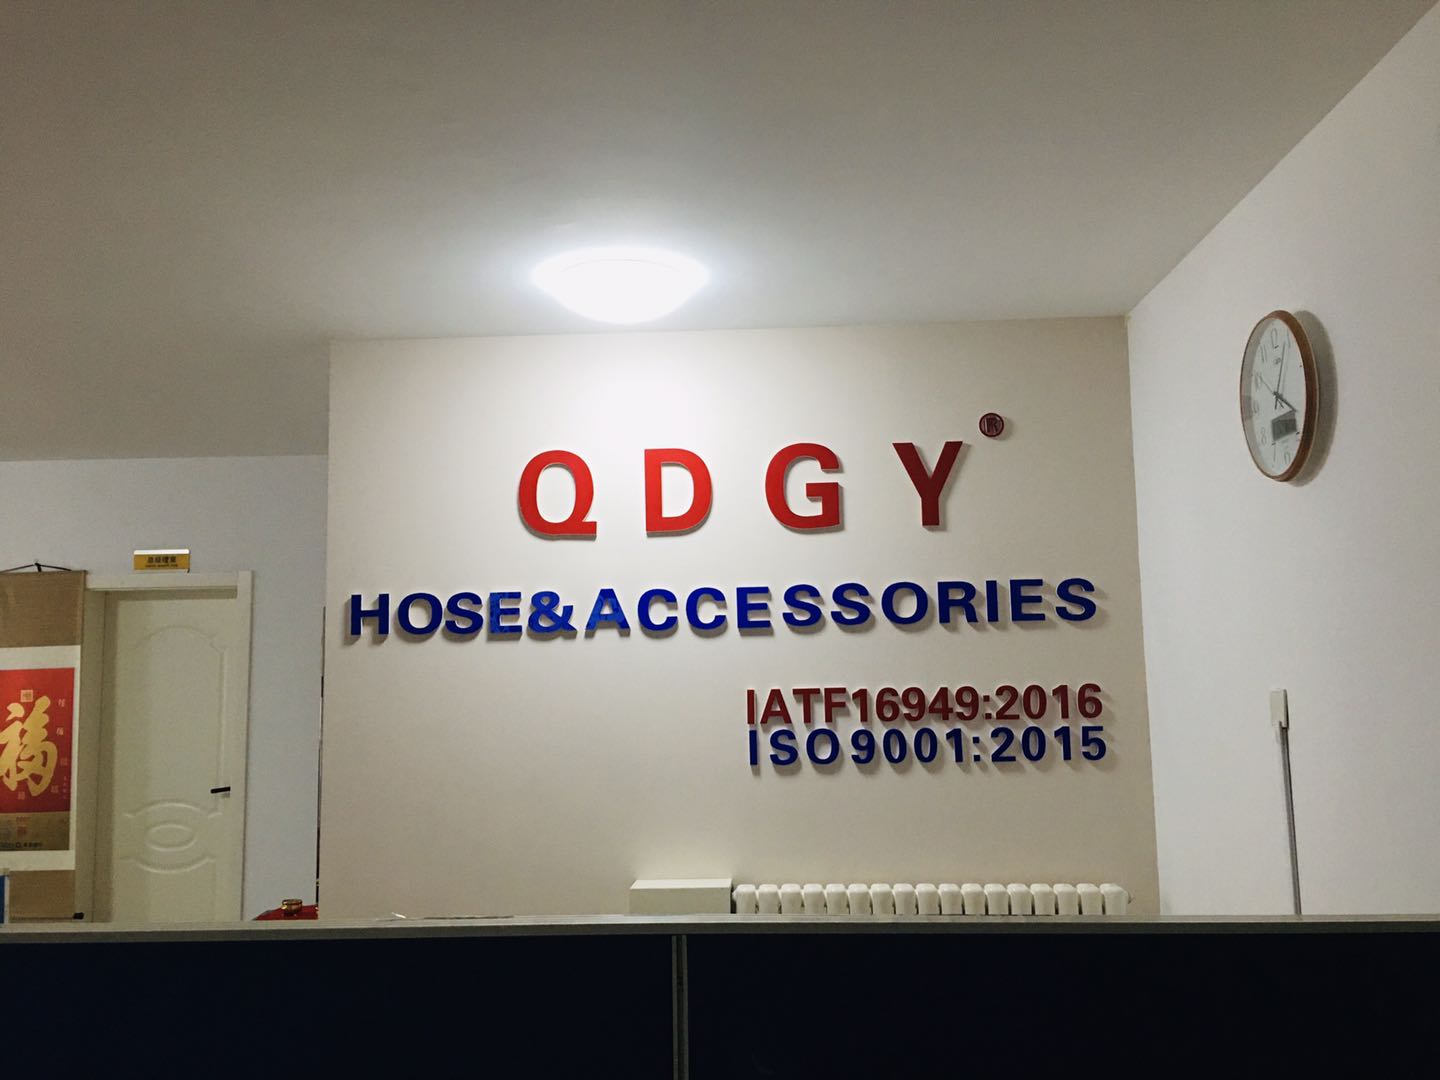 QDGY®
HOSE&ACCESSORIES
IATF16949:2016
ISO9001:2015
福